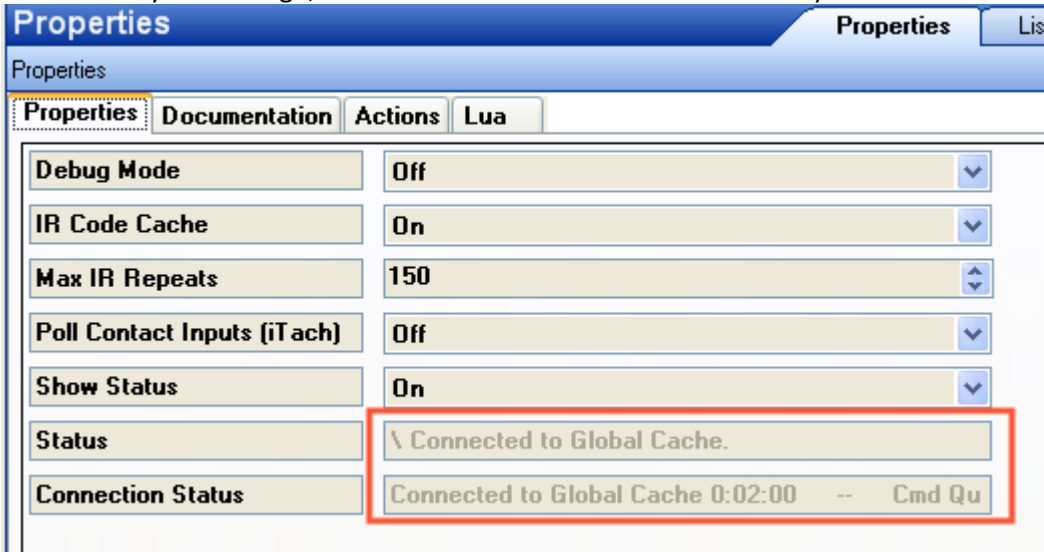 Properties Properties Lis
Properties
Properties Documentation Actions Lua
Debug Mode Off
IR Code Cache On
Max IR Repeats 150
Poll Contact Inputs (iTach) Off
Show Status On
Status \ Connected to Global Cache.
Connection Status Connected to Global Cache 0:02:00 -- Cmd Qu